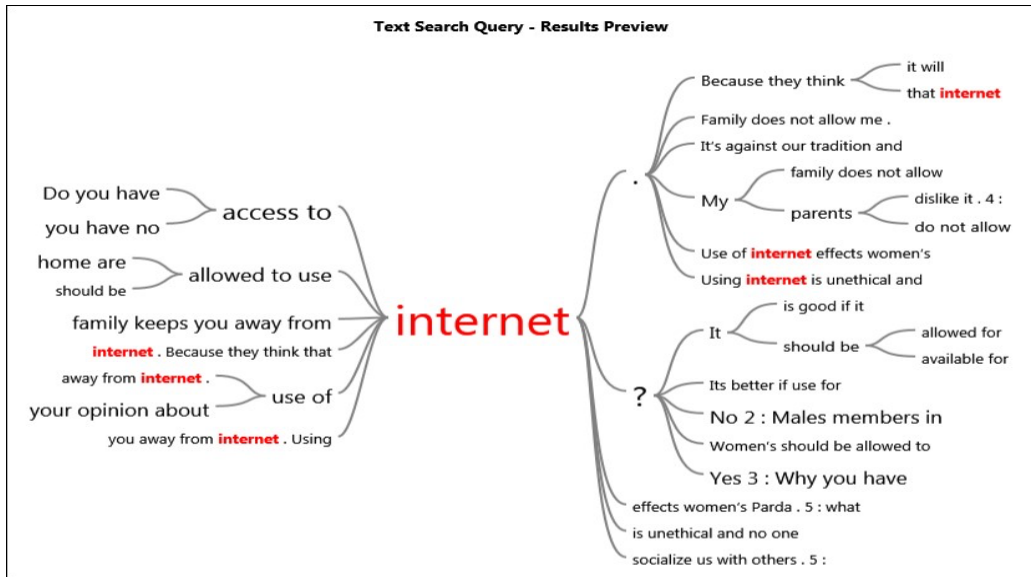 Text Search Query - Results Preview
Do you have
you have no
access to
home are
should be
allowed to use
family keeps you away from
internet . Because they think that
away from internet .
your opinion about
use of
you away from internet . Using
internet
.
Because they think
it will
that internet
Family does not allow me .
It's against our tradition and
My
family does not allow
parents
dislike it . 4 :
do not allow
Use of internet effects women's
Using internet is unethical and
?
It
is good if it
should be
allowed for
available for
Its better if use for
No 2 : Males members in
Women's should be allowed to
Yes 3 : Why you have
effects women's Parda . 5 : what
is unethical and no one
socialize us with others . 5 :